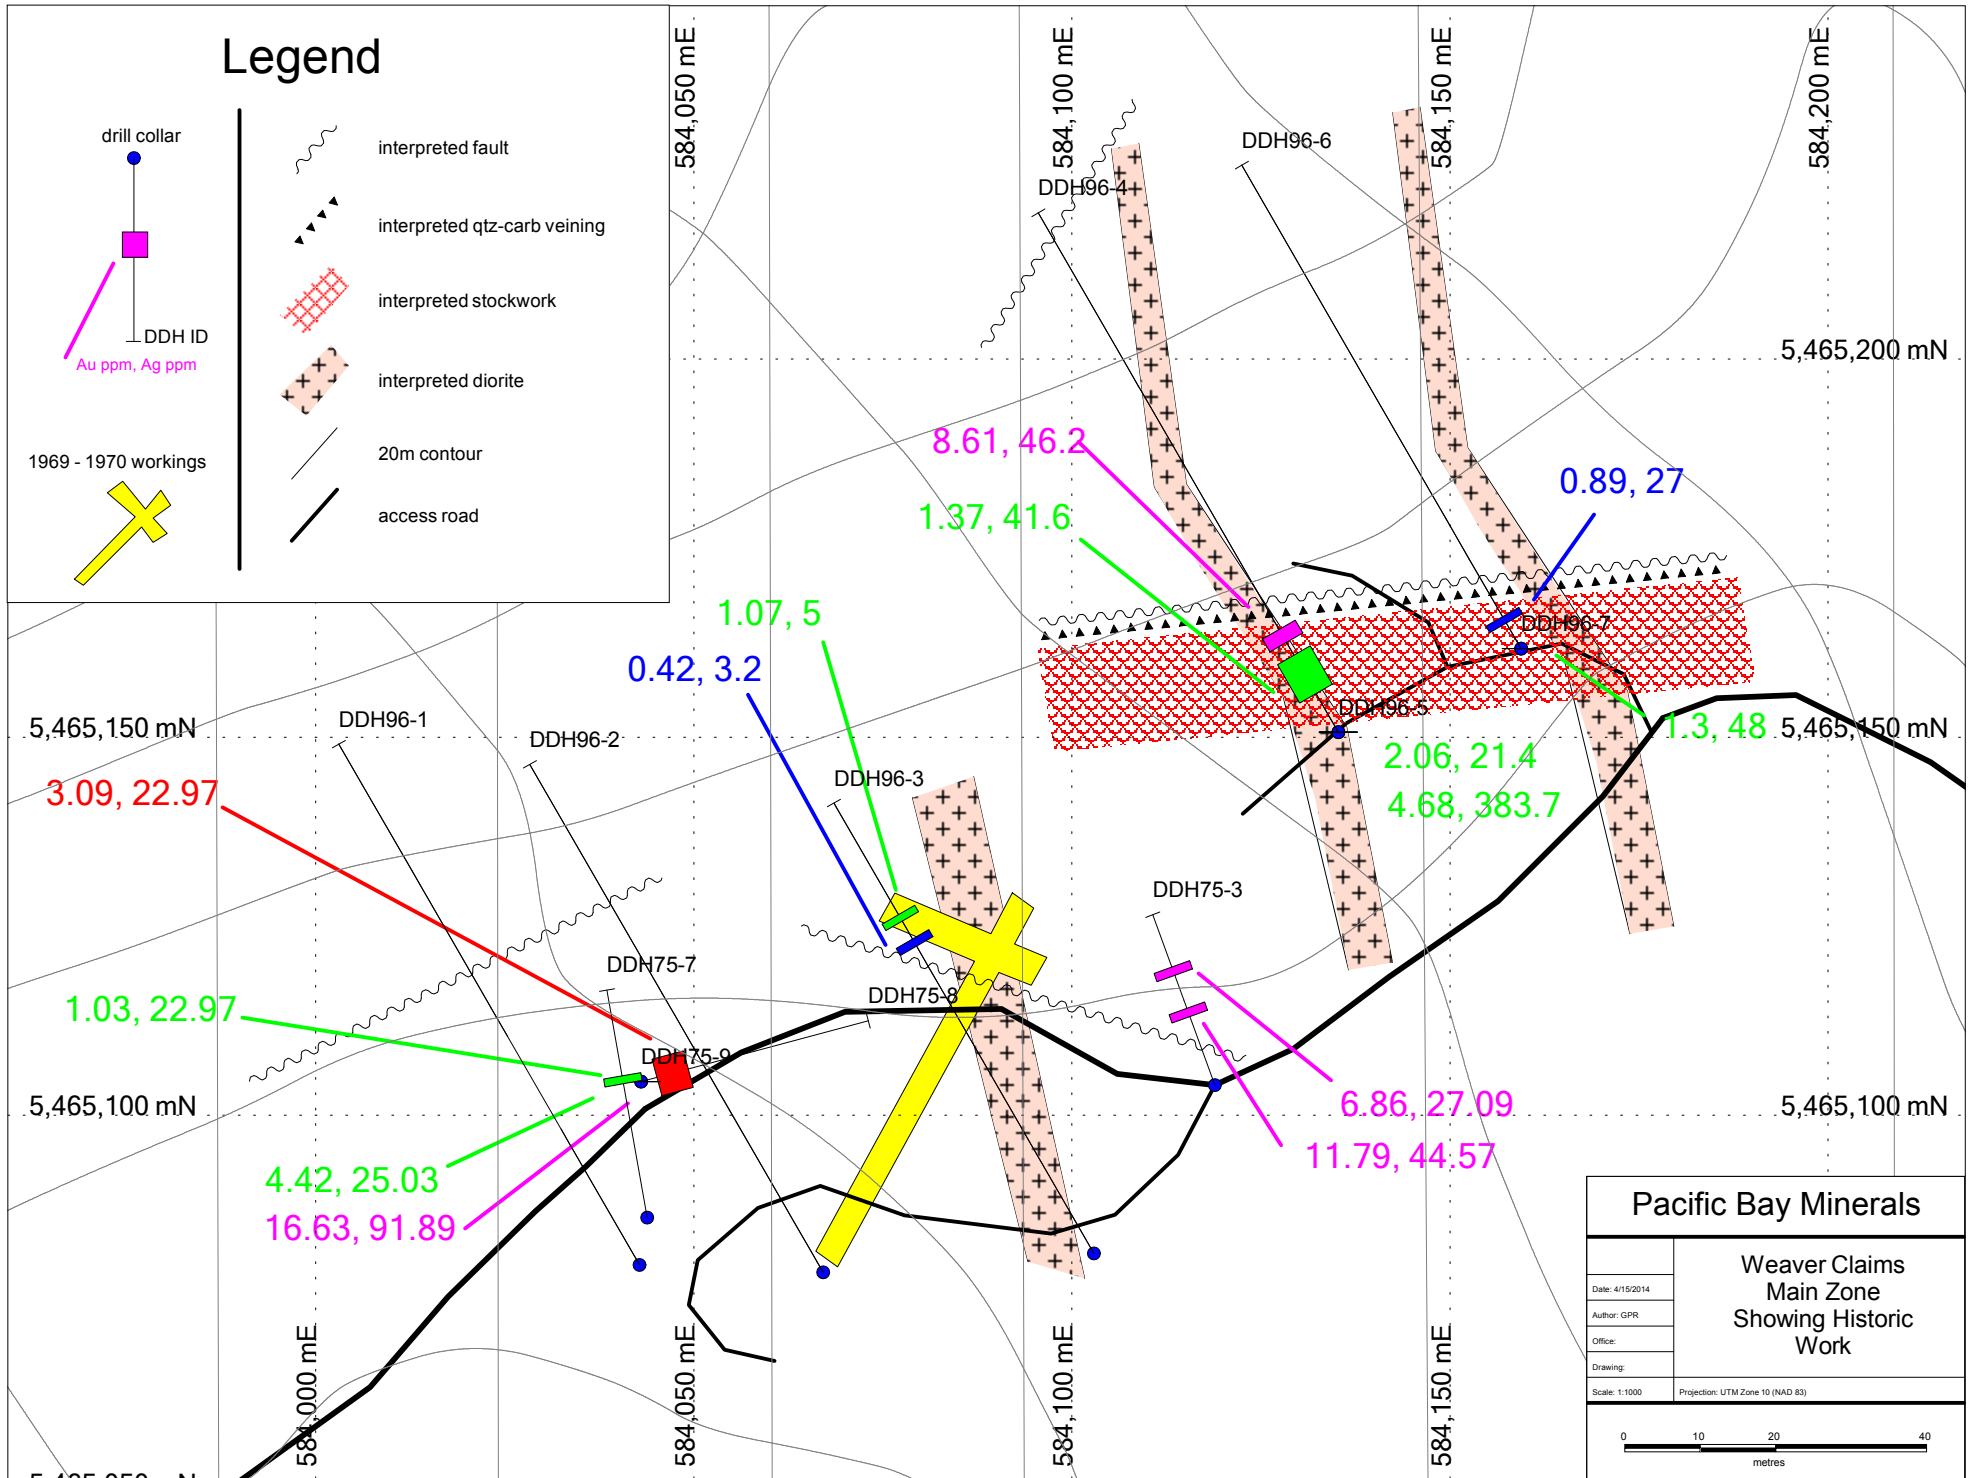 Legend
drill collar
DDH ID
Au ppm, Ag ppm
1969 - 1970 workings
interpreted fault
interpreted qtz-carb veining
interpreted stockwork
interpreted diorite
20m contour
access road
584,050 mE
584,100 mE
584,150 mE
584,200 mE
DDH96-6
DDH96-4
5,465,200 mN
8.61, 46.2
0.89, 27
1.37, 41.6
1.07, 5
DDH96-7
0.42, 3.2
DDH96-5
DDH96-1
5,465,150 mN
1.3, 48
5,465,150 mN
DDH96-2
2.06, 21.4
DDH96-3
3.09, 22.97
4.68, 383.7
DDH75-3
DDH75-7
DDH75-8
1.03, 22.97
DDH75-9
5,465,100 mN
6.86, 27.09
5,465,100 mN
11.79, 44.57
4.42, 25.03
16.63, 91.89
584,000 mE
584,050 mE
584,100 mE
584,150 mE
Pacific Bay Minerals
Weaver Claims
Main Zone
Showing Historic
Work
Date: 4/15/2014
Author: GPR
Office:
Drawing:
Scale: 1:1000
Projection: UTM Zone 10 (NAD 83)
0 10 20 40
metres